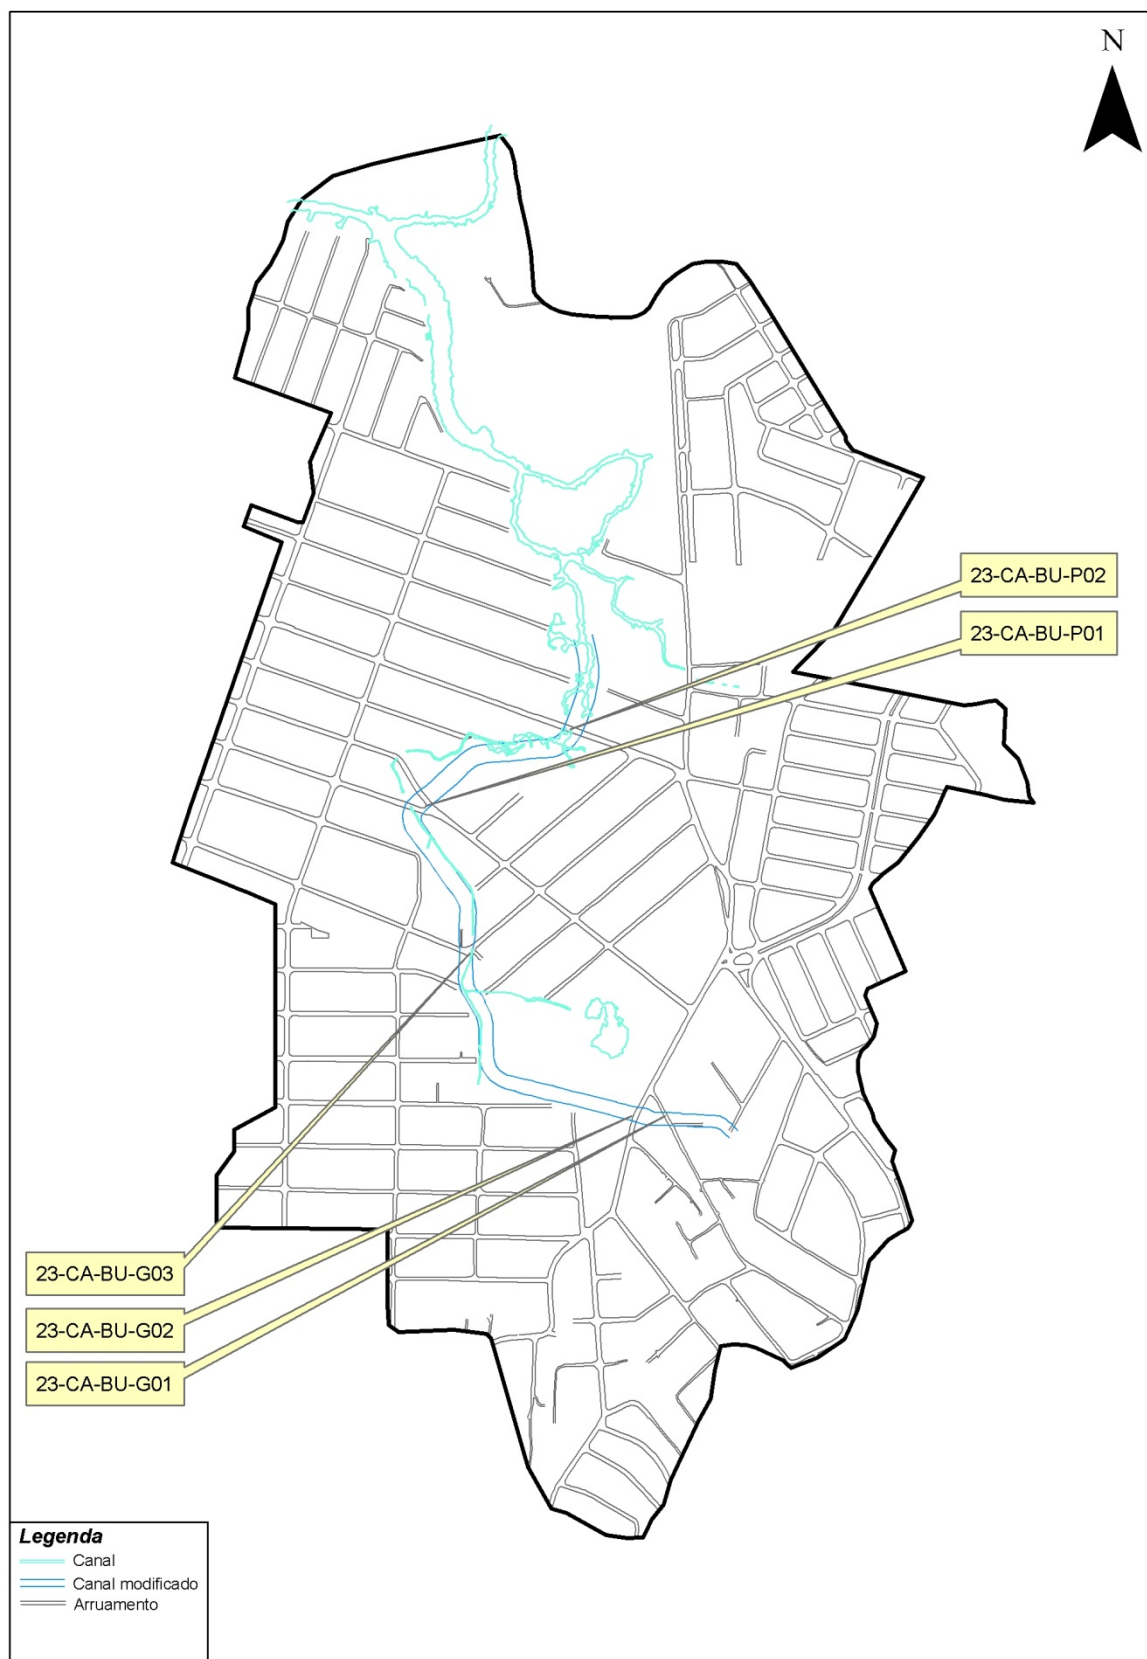 N
23-CA-BU-P02
23-CA-BU-P01
23-CA-BU-G03
23-CA-BU-G02
23-CA-BU-G01
Legenda
Canal
Canal modificado
Arruamento